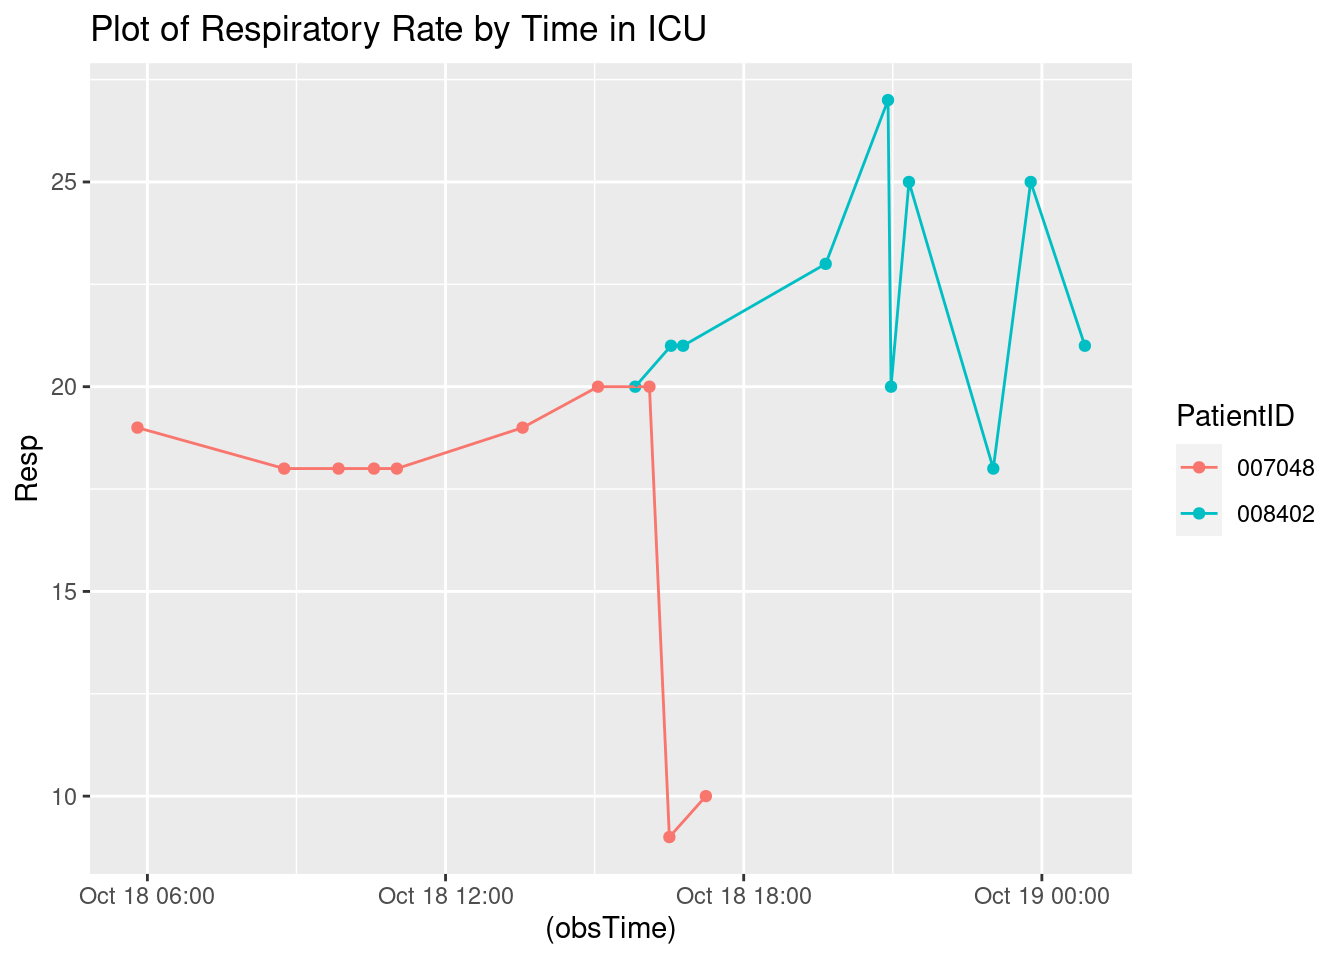 Plot of Respiratory Rate by Time in ICU
Resp
25
20
15
10
Oct 18 06:00 Oct 18 12:00 Oct 18 18:00 Oct 19 00:00
(obsTime)
PatientID
007048
008402